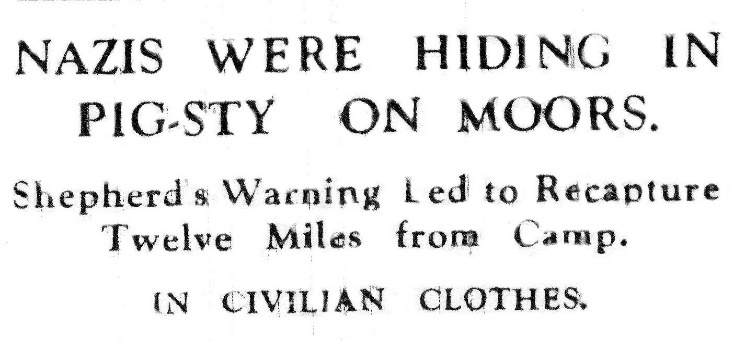 NAZIS WERE HIDING IN
PIG-STY ON MOORS.
Shepherd's Warning Led to Recapture
Twelve Miles from Camp.
IN CIVILIAN CLOTHES.